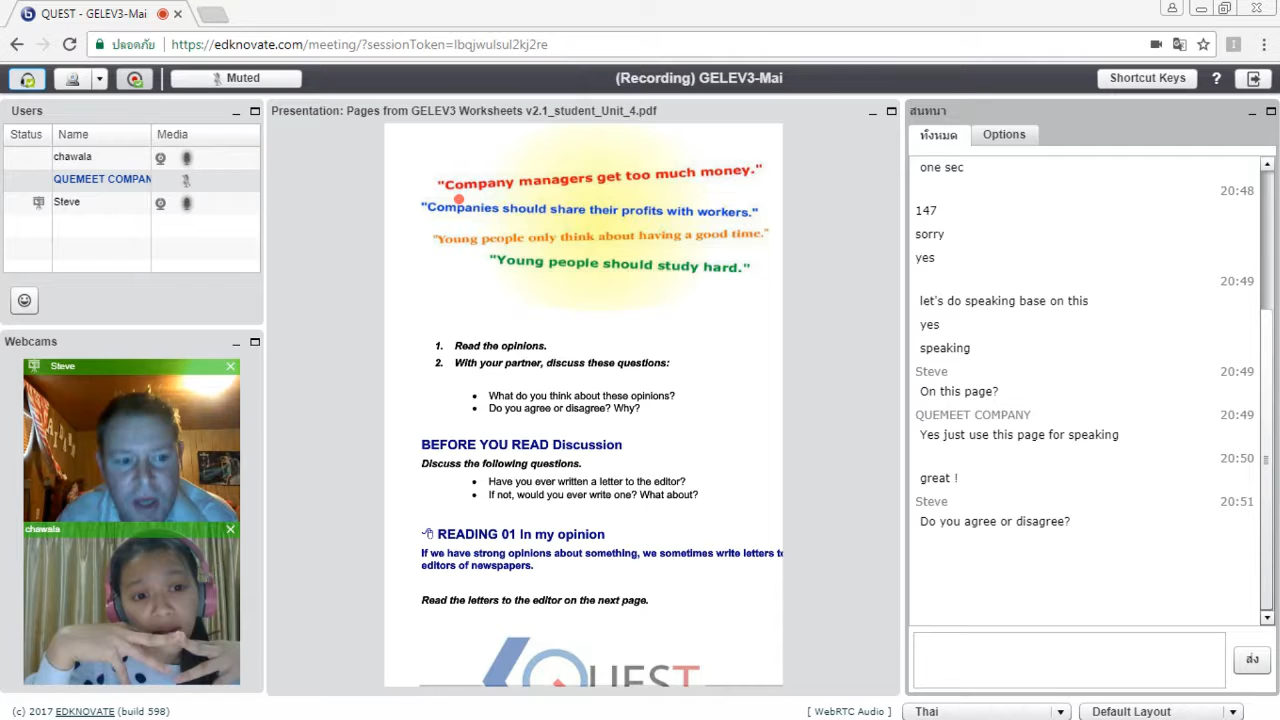 QUEST - GELEV3-Mai
ปลอดภัย
https://edknovate.com/meeting/?sessionToken=lbqjwulsul2kj2re
Muted
(Recording) GELEV3-Mai
Shortcut Keys
?
Users
Status Name Media
chawala
QUEMEET COMPAN
Steve
Webcams
Steve
chawala
Presentation: Pages from GELEV3 Worksheets v2.1_student_Unit_4.pdf
"Company managers get too much money."
"Companies should share their profits with workers."
"Young people only think about having a good time."
"Young people should study hard."
1. Read the opinions.
2. With your partner, discuss these questions:
• What do you think about these opinions?
• Do you agree or disagree? Why?
BEFORE YOU READ Discussion
Discuss the following questions.
• Have you ever written a letter to the editor?
• If not, would you ever write one? What about?
READING 01 In my opinion
If we have strong opinions about something, we sometimes write letters to
editors of newspapers.
Read the letters to the editor on the next page.
QUEST
สนทนา
ทั้งหมด Options
one sec
20:48
147
sorry
yes
20:49
let's do speaking base on this
yes
speaking
Steve 20:49
On this page?
QUEMEET COMPANY 20:49
Yes just use this page for speaking
20:50
great !
Steve 20:51
Do you agree or disagree?
ส่ง
(c) 2017 EDKNOVATE (build 598)
[ WebRTC Audio ]
Thai
Default Layout